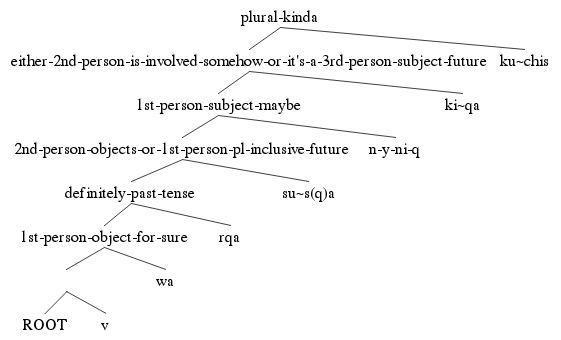 plural-kinda
either-2nd-person-is-involved-somehow-or-it's-a-3rd-person-subject-future ku~chis
1st-person-subject-maybe ki~qa
2nd-person-objects-or-1st-person-pl-inclusive-future n-y-ni-q
definitely-past-tense su~s(q)a
1st-person-object-for-sure rqa
wa
ROOT v